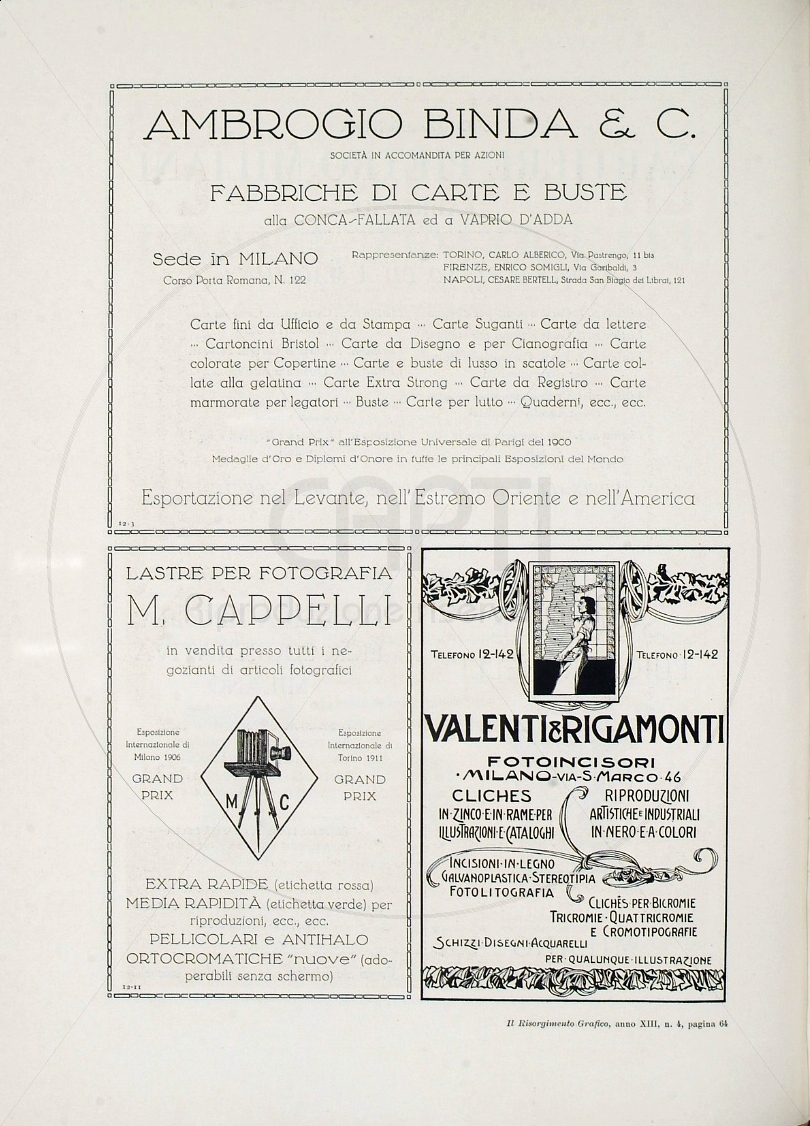 AMBROGIO BINDA & C.
SOCIETÀ IN ACCOMANDITA PER AZIONI
FABBRICHE DI CARTE E BUSTE
alla CONCA-FALLATA ed a VAPRIO D'ADDA
Sede in MILANO
Corso Porta Romana, N. 122
Rappresentanze: TORINO, CARLO ALBERICO, Via Pastrengo, 11 bis
FIRENZE, ENRICO SOMIGLI, Via Garibaldi, 3
NAPOLI, CESARE BERTELL, Strada San Biagio dei Librai, 121
Carte fini da Ufficio e da Stampa ··· Carte Suganti ··· Carte da lettere
··· Cartoncini Bristol ··· Carte da Disegno e per Cianografia ··· Carte
colorate per Copertine ··· Carte e buste di lusso in scatole ··· Carte col-
late alla gelatina ··· Carte Extra Strong ··· Carte da Registro ··· Carte
marmorate per legatori ··· Buste ··· Carte per lutto ··· Quaderni, ecc., ecc.
"Grand Prix" all'Esposizione Universale di Parigi del 1900
Medaglie d'Oro e Diplomi d'Onore in tutte le principali Esposizioni del Mondo
Esportazione nel Levante, nell'Estremo Oriente e nell'America
12-3
CAPTI
LASTRE PER FOTOGRAFIA
M. CAPPELLI
in vendita presso tutti i ne-
gozianti di articoli fotografici
Esposizione
Internazionale di
Milano 1906
GRAND
PRIX
M C
Esposizione
Internazionale di
Torino 1911
GRAND
PRIX
EXTRA RAPIDE (etichetta rossa)
MEDIA RAPIDITÀ (etichetta verde) per
riproduzioni, ecc., ecc.
PELLICOLARI e ANTIHALO
ORTOCROMATICHE "nuove" (ado-
perabili senza schermo)
12-11
TELEFONO 12-142
TELEFONO 12-142
VALENTI & RIGAMONTI
FOTOINCISORI
·MILANO-VIA-S·MARCO·46
CLICHES
IN·ZINCO·E·IN·RAME·PER
ILLUSTRAZIONI·E·CATALOGHI
RIPRODUZIONI
ARTISTICHE E INDUSTRIALI
IN·NERO·E·A·COLORI
INCISIONI·IN·LEGNO
GALVANOPLASTICA·STEREOTIPIA
FOTOLITOGRAFIA
CLICHÈS PER BICROMIE
TRICROMIE·QUATTRICROMIE
E CROMOTIPOGRAFIE
SCHIZZI·DISEGNI·ACQUARELLI
PER·QUALUNQUE·ILLUSTRAZIONE
Il Risorgimento Grafico, anno XIII, n. 4, pagina 64